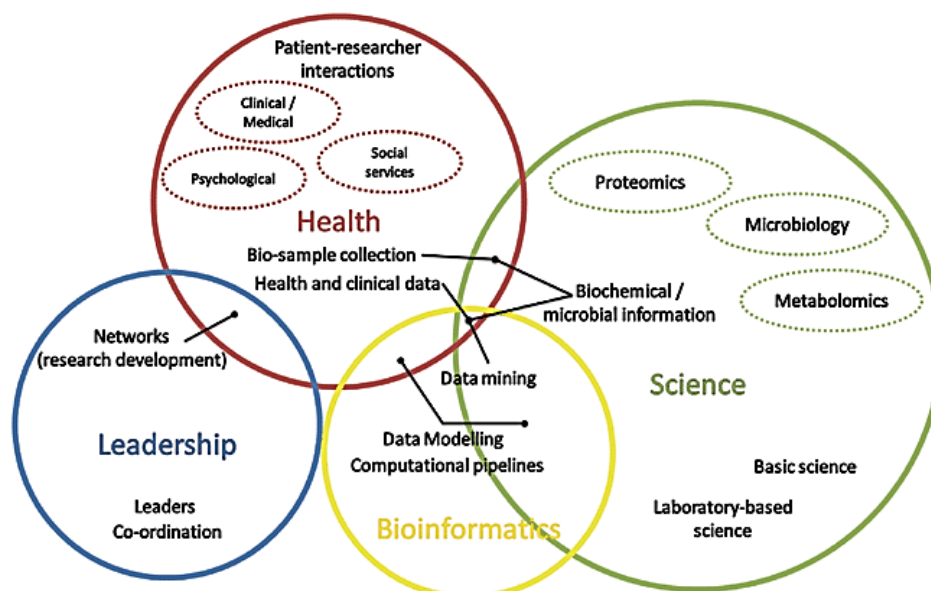 Patient-researcher
interactions
Clinical /
Medical
Psychological
Social
services
Health
Bio-sample collection
Health and clinical data
Proteomics
Microbiology
Metabolomics
Biochemical /
microbial information
Networks
(research development)
Data mining
Science
Leadership
Data Modelling
Computational pipelines
Basic science
Leaders
Co-ordination
Laboratory-based
science
Bioinformatics